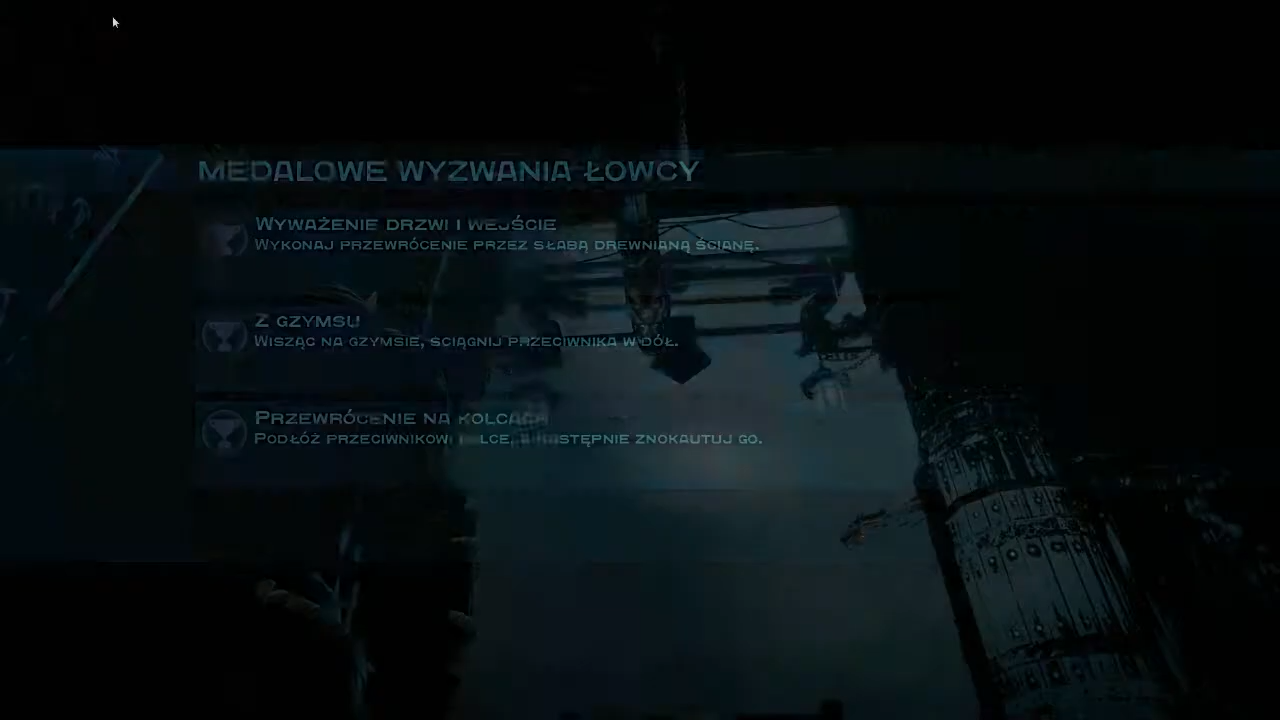 MEDALOWE WYZWANIA ŁOWCY
WYWAŻENIE DRZWI I WEJŚCIE
WYKONAJ PRZEWRÓCENIE PRZEZ SŁABĄ DREWNIANĄ ŚCIANĘ.
Z GZYMSU
WISZĄC NA GZYMSIE, ŚCIĄGNIJ PRZECIWNIKA W DÓŁ.
PRZEWRÓCENIE NA KOLCACH
PODŁÓŻ PRZECIWNIKOWI ZNOKAUTUJ GO.